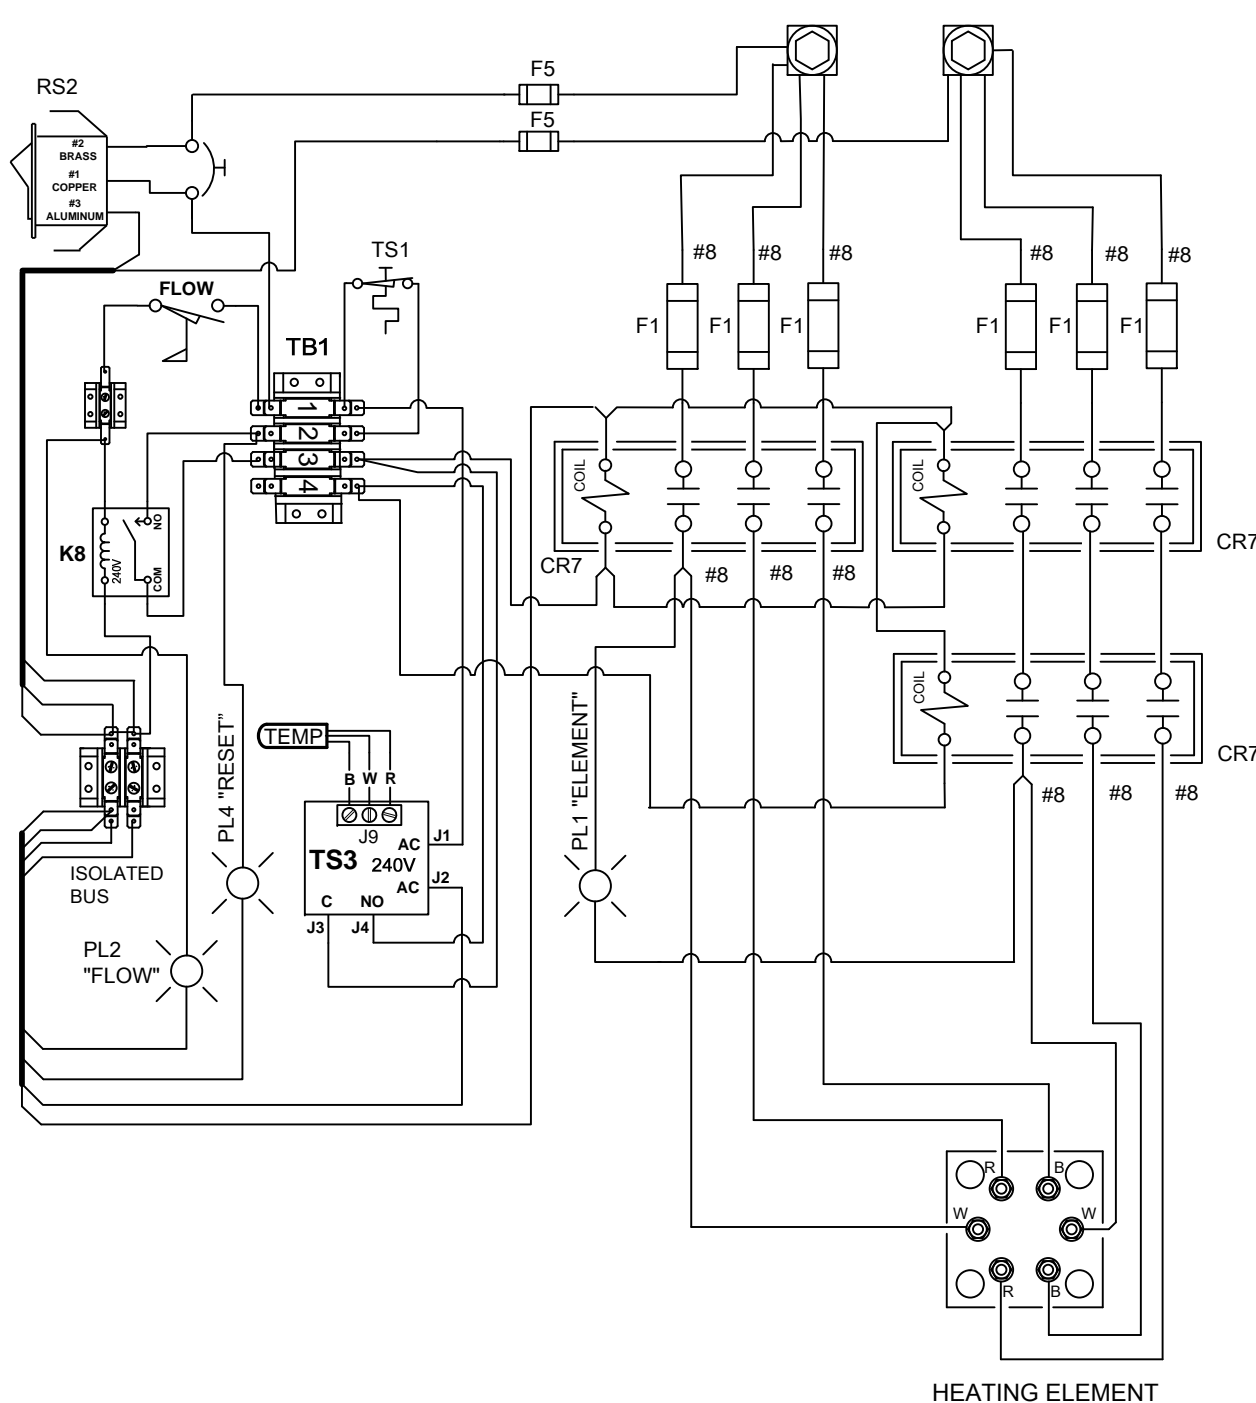 RS2
#2
BRASS
#1
COPPER
#3
ALUMINUM
F5
F5
#8
#8
#8
#8
#8
#8
TS1
FLOW
TB1
F1
F1
F1
F1
F1
F1
1
2
3
4
COIL
COIL
CR7
CR7
#8
#8
#8
K8
240V
NO
COM
COIL
CR7
#8
#8
#8
PL4 "RESET"
TEMP
B W R
J9
TS3
240V
AC
J1
AC
J2
C
NO
J3
J4
PL1 "ELEMENT"
ISOLATED
BUS
PL2
"FLOW"
R
B
W
W
R
B
HEATING ELEMENT